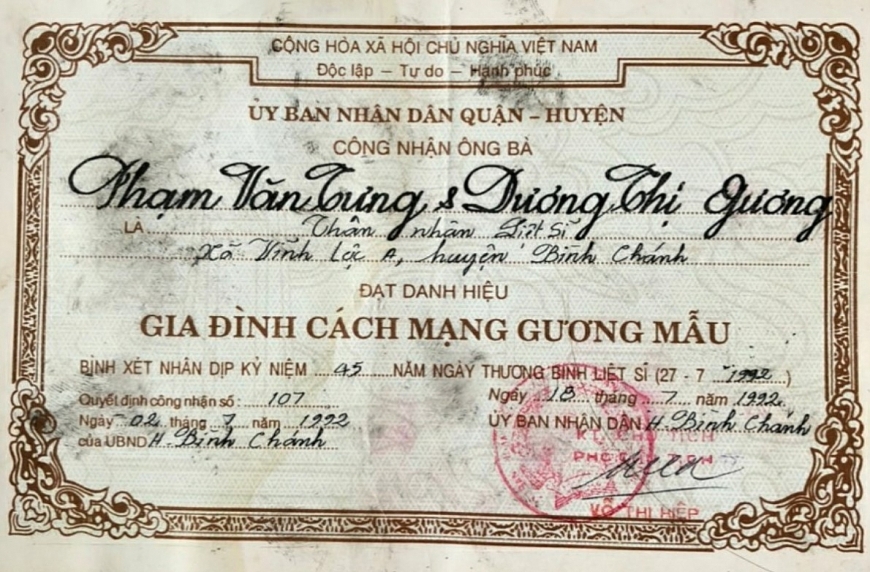 CỘNG HÒA XÃ HỘI CHỦ NGHĨA VIỆT NAM
Độc lập – Tự do – Hạnh phúc
ỦY BAN NHÂN DÂN QUẬN – HUYỆN
CÔNG NHẬN ÔNG BÀ
Phạm Văn Tưng & Dương Thị Gương
LÀ Thân nhân Liệt Sĩ
Xã Vĩnh Lộc A, huyện Bình Chánh
ĐẠT DANH HIỆU
GIA ĐÌNH CÁCH MẠNG GƯƠNG MẪU
BÌNH XÉT NHÂN DỊP KỶ NIỆM 45 NĂM NGÀY THƯƠNG BINH LIỆT SĨ (27 - 7 - 1992)
Quyết định công nhận số: 107
Ngày 02 tháng 7 năm 1992
của UBND H. Bình Chánh
Ngày 18 tháng 7 năm 1992
ỦY BAN NHÂN DÂN H. Bình Chánh
KT. CHỦ TỊCH
PHÓ CHỦ TỊCH
VÕ THỊ HIỆP